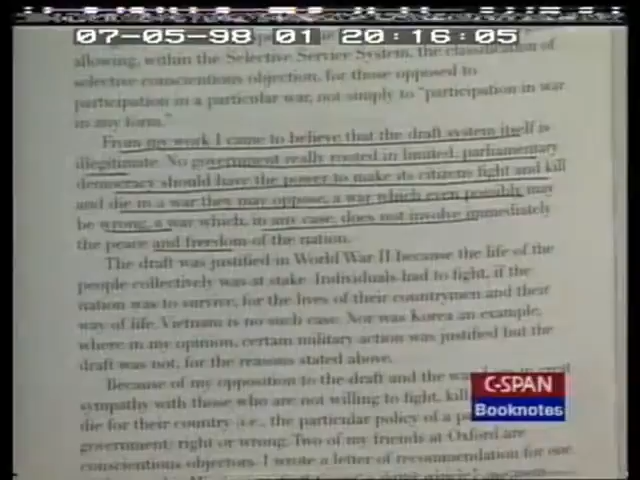 07-05-98 01 20:16:05
allowing, within the Selective Service System, the classification of
selective conscientious objection, for those opposed to
participation in a particular war, not simply to "participation in war
in any form."
From my work I came to believe that the draft system itself is
illegitimate. No government really rooted in limited, parliamentary
democracy should have the power to make its citizens fight and kill
and die in a war they may oppose, a war which even possibly may
be wrong, a war which, in any case, does not involve immediately
the peace and freedom of the nation.
The draft was justified in World War II because the life of the
people collectively was at stake. Individuals had to fight, if the
nation was to survive, for the lives of their countrymen and their
way of life. Vietnam is no such case. Nor was Korea an example,
where in my opinion, certain military action was justified but the
draft was not, for the reasons stated above.
Because of my opposition to the draft and the
sympathy with those who are not willing to fight, kill
die for their country (i.e., the particular policy of a
government) right or wrong. Two of my friends at Oxford are
conscientious objectors. I wrote a letter of recommendation for one
C-SPAN
Booknotes